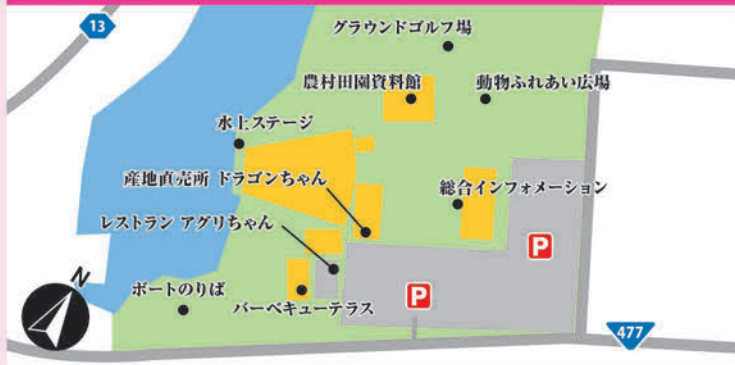 13
グラウンドゴルフ場
農村田園資料館
動物ふれあい広場
水上ステージ
産地直売所 ドラゴンちゃん
総合インフォメーション
レストラン アグリちゃん
P
N
ボートのりば
P
バーベキューテラス
477